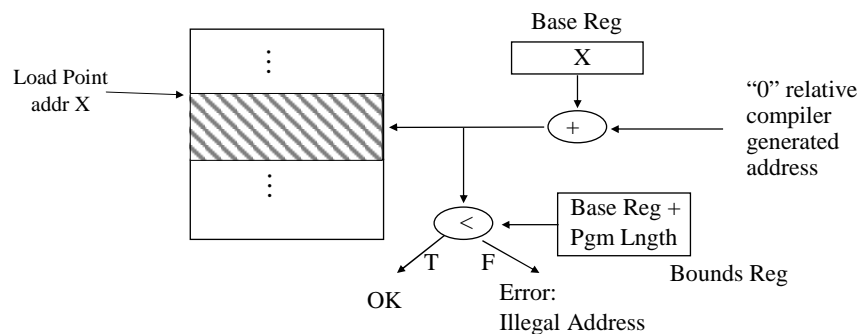 Base Reg
X
⋮
Load Point
addr X
“0” relative
compiler
generated
address
+
⋮
<
Base Reg +
Pgm Lngth
Bounds Reg
T
F
OK
Error:
Illegal Address